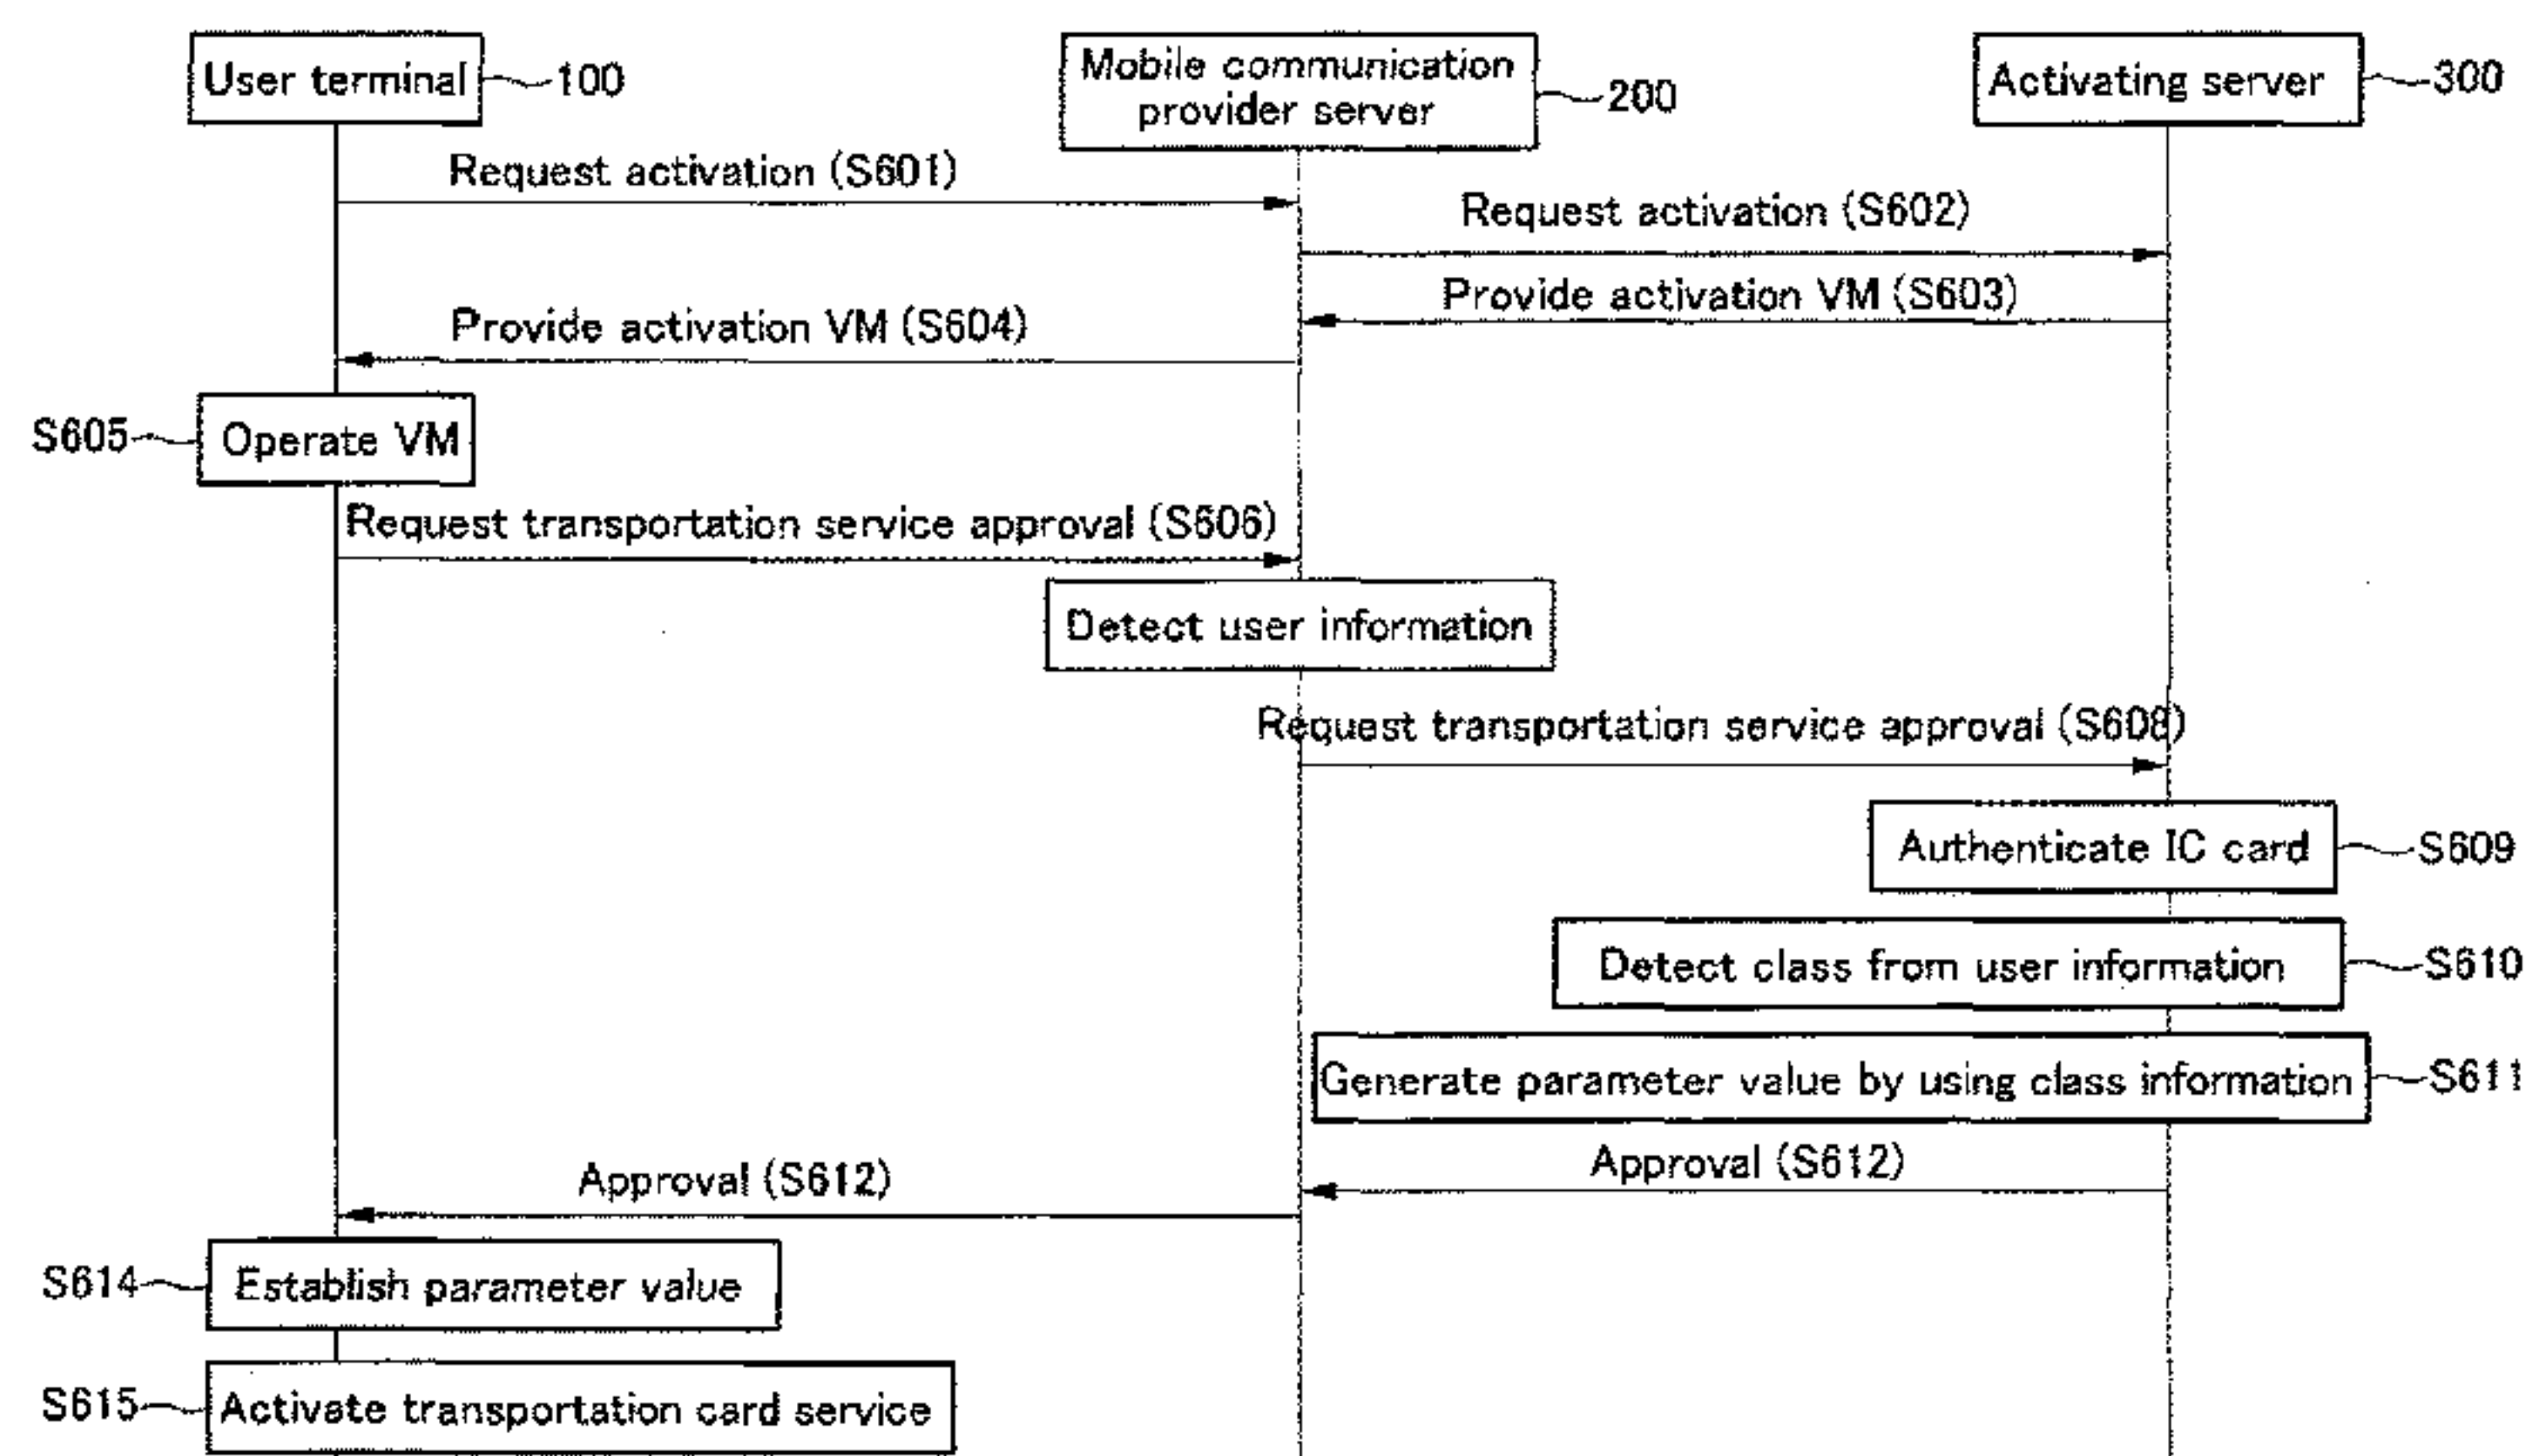 User terminal
100
Mobile communication
provider server
200
Activating server
300
Request activation (S601)
Request activation (S602)
Provide activation VM (S603)
Provide activation VM (S604)
S605
Operate VM
Request transportation service approval (S606)
Detect user information
Request transportation service approval (S608)
Authenticate IC card
S609
Detect class from user information
S610
Generate parameter value by using class information
S611
Approval (S612)
Approval (S612)
S614
Establish parameter value
S615
Activate transportation card service